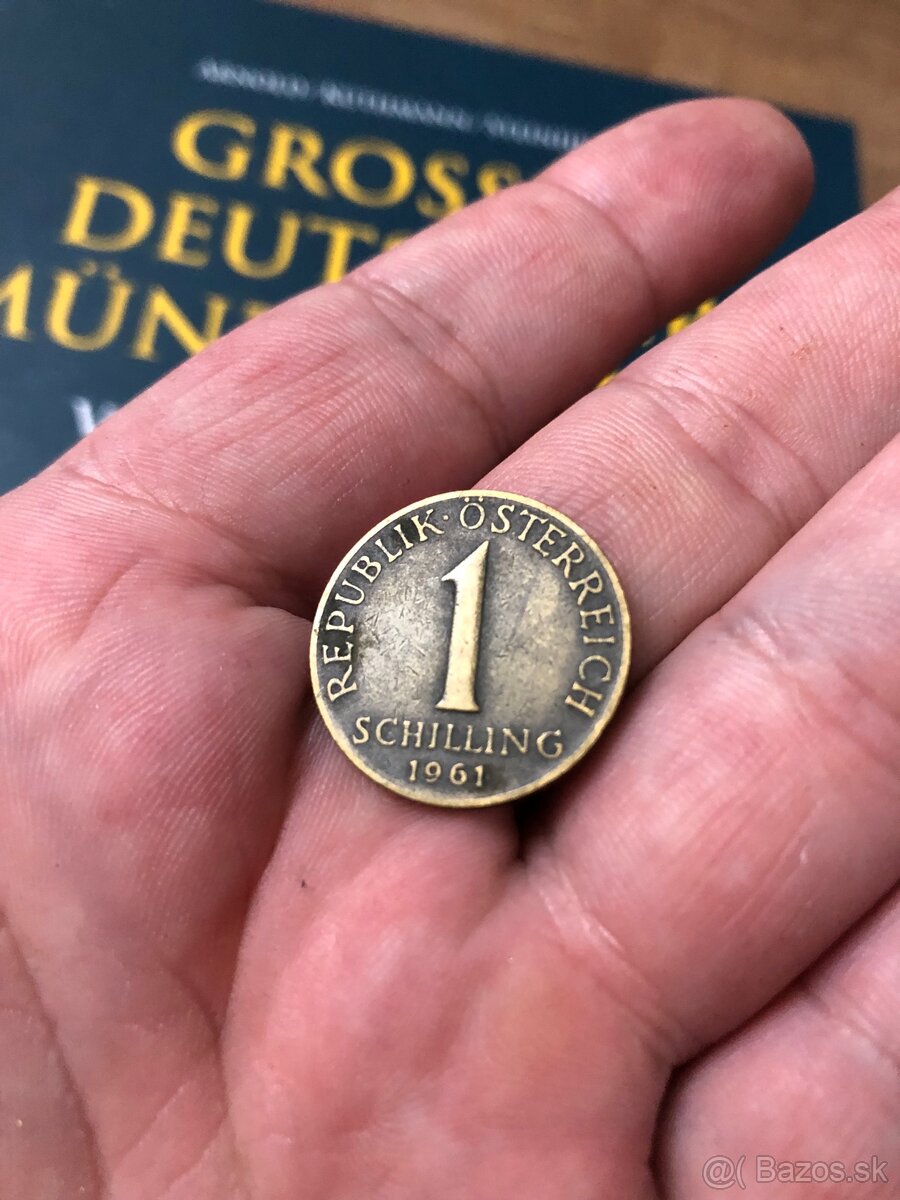 GROSS
DEUTS
MÜN
REPUBLIK · ÖSTERREICH
1
SCHILLING
1961
@( Bazos.sk